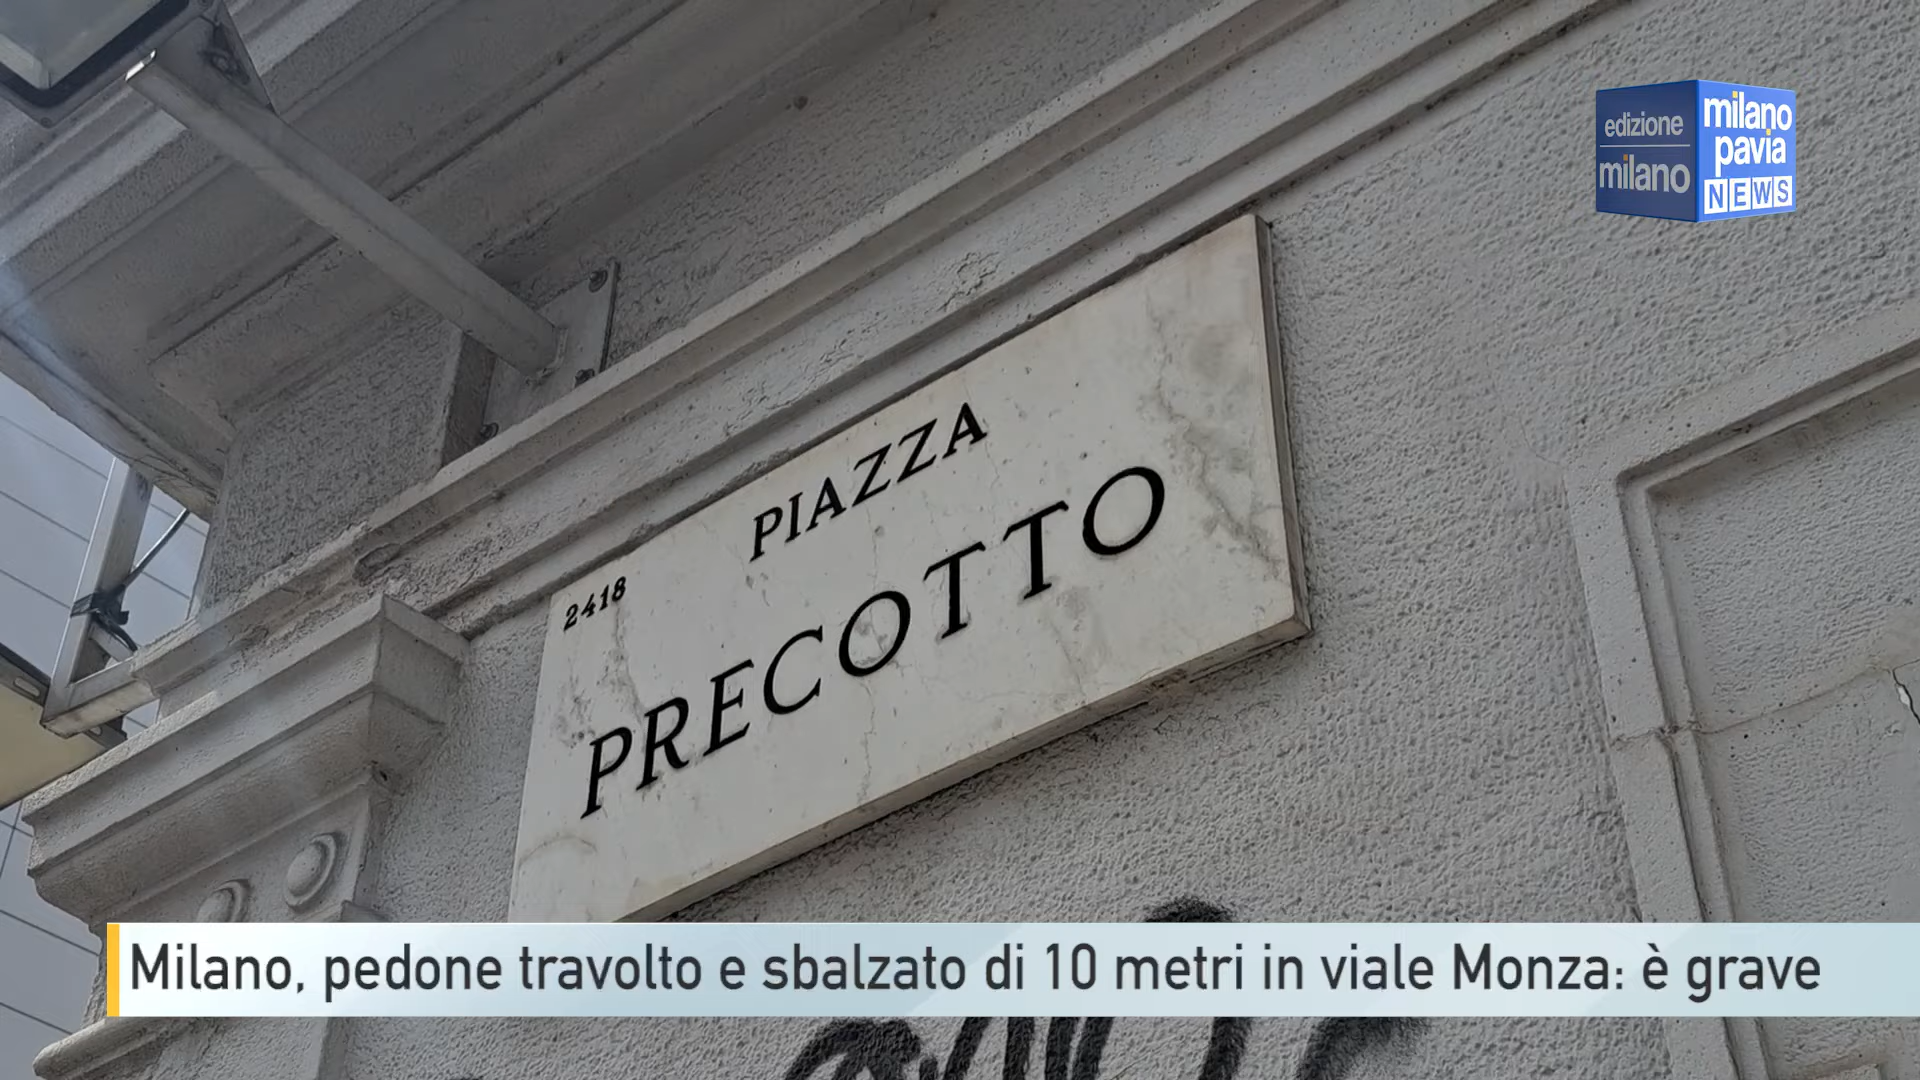 edizione
milano
milano
pavia
NEWS
PIAZZA
2418
PRECOTTO
Milano, pedone travolto e sbalzato di 10 metri in viale Monza: è grave